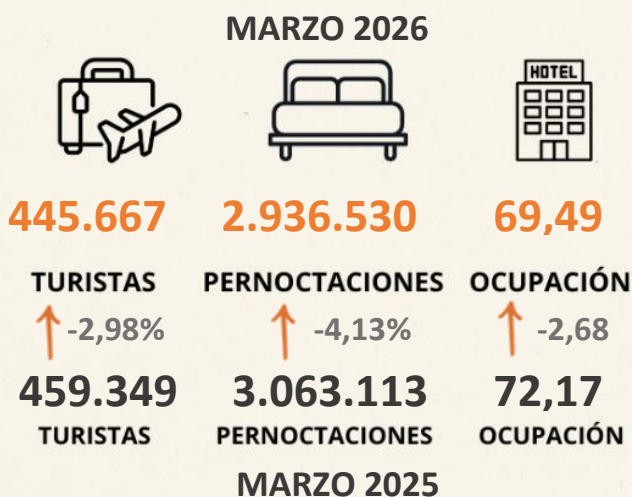 MARZO 2026
HOTEL
445.667 2.936.530 69,49
TURISTAS PERNOCTACIONES OCUPACIÓN
-2,98% -4,13% -2,68
459.349 3.063.113 72,17
TURISTAS PERNOCTACIONES OCUPACIÓN
MARZO 2025